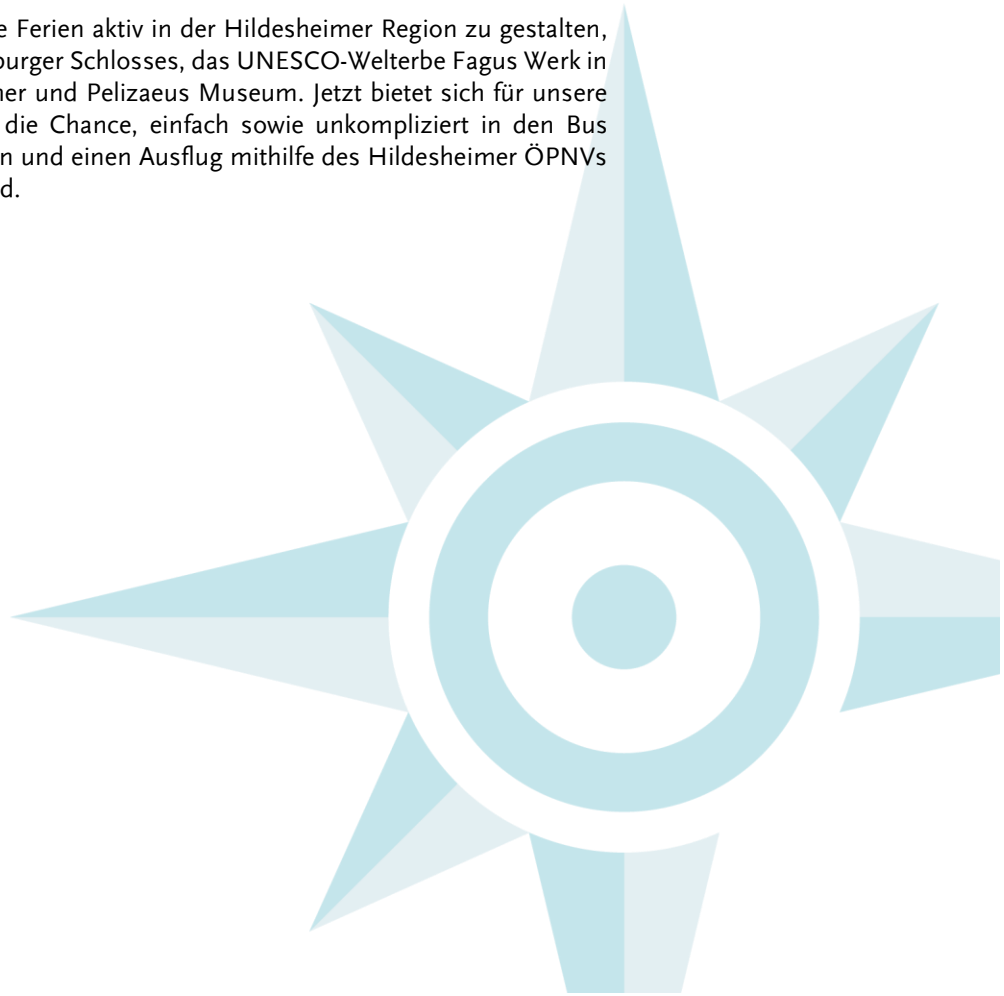 e Ferien aktiv in der Hildesheimer Region zu gestalten,
burger Schlosses, das UNESCO-Welterbe Fagus Werk in
ner und Pelizaeus Museum. Jetzt bietet sich für unsere
die Chance, einfach sowie unkompliziert in den Bus
n und einen Ausflug mithilfe des Hildesheimer ÖPNVs
d.